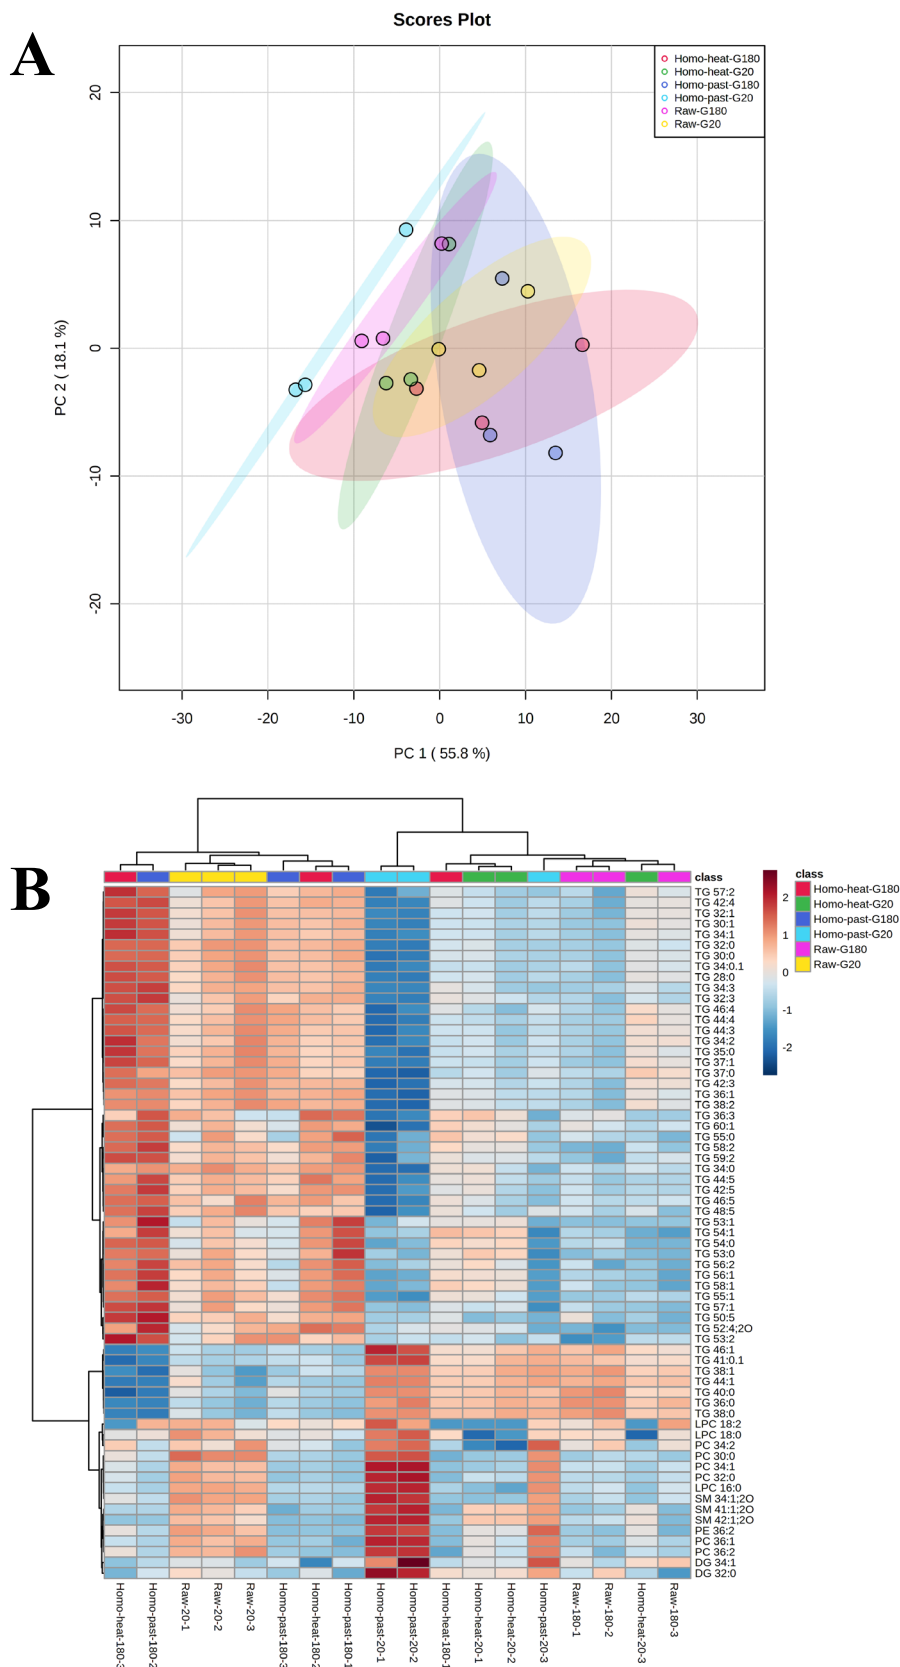 Scores Plot
A
Homo-heat-G180
Homo-heat-G20
Homo-past-G180
Homo-past-G20
Raw-G180
Raw-G20
20
10
0
-10
-20
PC 2 ( 18.1 %)
-30 -20 -10 0 10 20 30
PC 1 ( 55.8 %)
B
class
TG 57:2
TG 42:4
TG 32:1
TG 30:1
TG 34:1
TG 32:0
TG 30:0
TG 34:0.1
TG 28:0
TG 34:3
TG 32:3
TG 46:4
TG 44:4
TG 44:3
TG 34:2
TG 35:0
TG 37:1
TG 37:0
TG 42:3
TG 36:1
TG 38:2
TG 36:3
TG 60:1
TG 55:0
TG 58:2
TG 59:2
TG 34:0
TG 44:5
TG 42:5
TG 46:5
TG 48:5
TG 53:1
TG 54:1
TG 54:0
TG 53:0
TG 56:2
TG 56:1
TG 58:1
TG 55:1
TG 57:1
TG 50:5
TG 52:4;2O
TG 53:2
TG 46:1
TG 41:0.1
TG 38:1
TG 44:1
TG 40:0
TG 36:0
TG 38:0
LPC 18:2
LPC 18:0
PC 34:2
PC 30:0
PC 34:1
PC 32:0
LPC 16:0
SM 34:1;2O
SM 41:1;2O
SM 42:1;2O
PE 36:2
PC 36:1
PC 36:2
DG 34:1
DG 32:0
2
1
0
-1
-2
class
Homo-heat-G180
Homo-heat-G20
Homo-past-G180
Homo-past-G20
Raw-G180
Raw-G20
Homo-heat-180-3
Homo-past-180-2
Raw-20-1
Raw-20-2
Raw-20-3
Homo-past-180-3
Homo-heat-180-2
Homo-past-180-1
Homo-past-20-1
Homo-past-20-2
Homo-heat-180-1
Homo-heat-20-1
Homo-heat-20-2
Homo-past-20-3
Raw-180-1
Raw-180-2
Homo-heat-20-3
Raw-180-3